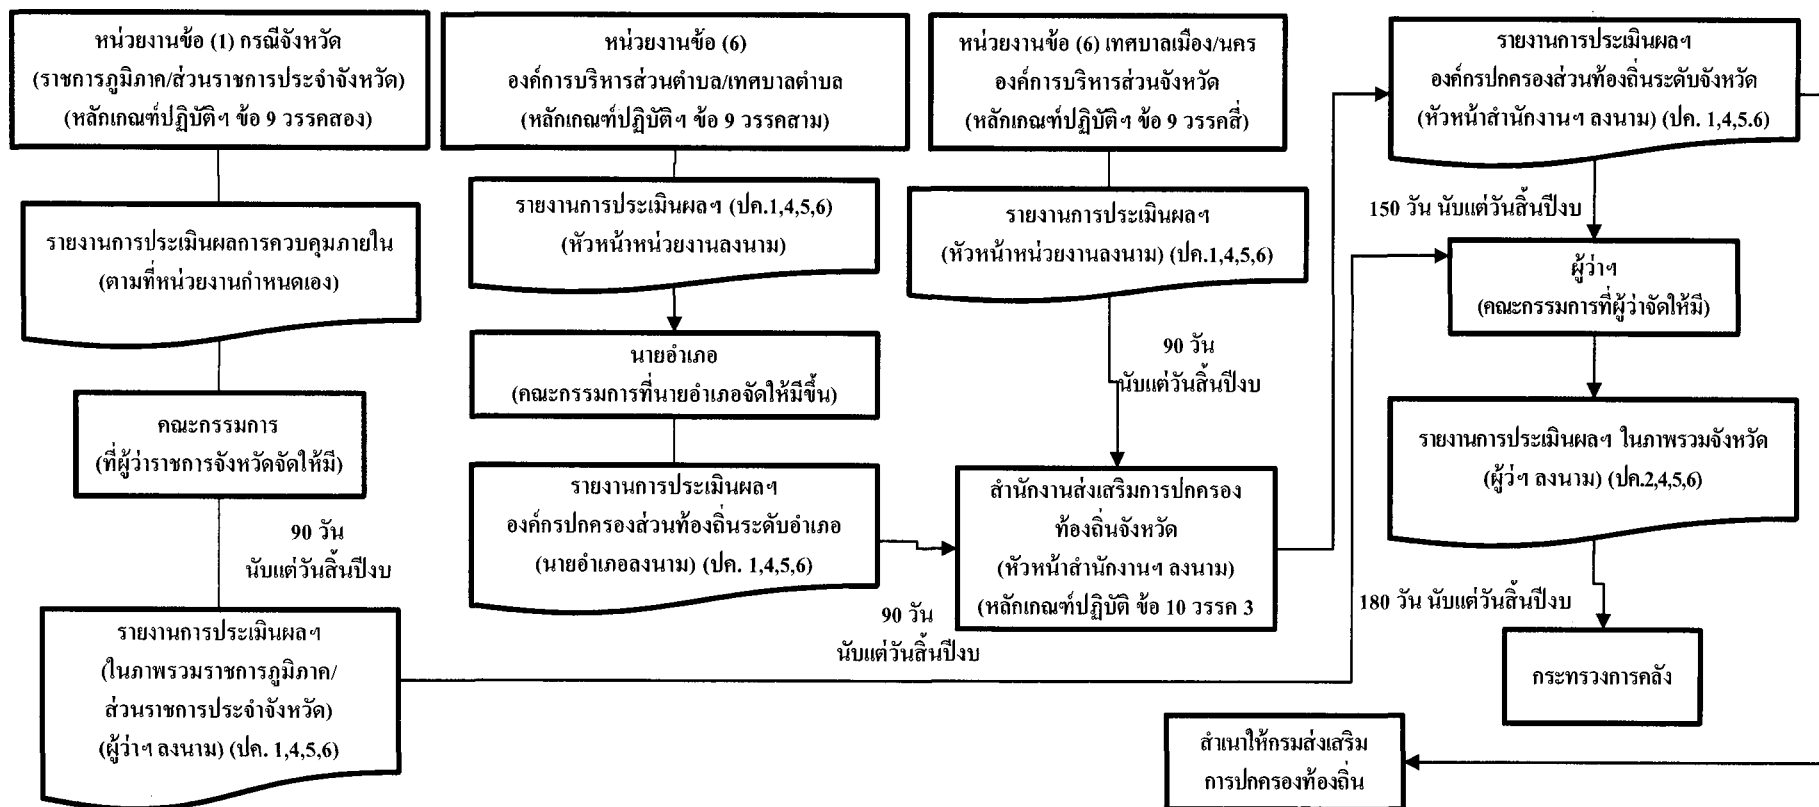 หน่วยงานข้อ (1) กรณีจังหวัด
(ราชการภูมิภาค/ส่วนราชการประจำจังหวัด)
(หลักเกณฑ์ปฏิบัติฯ ข้อ 9 วรรคสอง)
รายงานการประเมินผลการควบคุมภายใน
(ตามที่หน่วยงานกำหนดเอง)
คณะกรรมการ
(ที่ผู้ว่าราชการจังหวัดจัดให้มี)
90 วัน
นับแต่วันสิ้นปีงบ
รายงานการประเมินผลฯ
(ในภาพรวมราชการภูมิภาค/
ส่วนราชการประจำจังหวัด)
(ผู้ว่าฯ ลงนาม) (ปค. 1,4,5,6)
หน่วยงานข้อ (6)
องค์การบริหารส่วนตำบล/เทศบาลตำบล
(หลักเกณฑ์ปฏิบัติฯ ข้อ 9 วรรคสาม)
รายงานการประเมินผลฯ (ปค.1,4,5,6)
(หัวหน้าหน่วยงานลงนาม)
นายอำเภอ
(คณะกรรมการที่นายอำเภอจัดให้มีขึ้น)
รายงานการประเมินผลฯ
องค์กรปกครองส่วนท้องถิ่นระดับอำเภอ
(นายอำเภอลงนาม) (ปค. 1,4,5,6)
90 วัน
นับแต่วันสิ้นปีงบ
หน่วยงานข้อ (6) เทศบาลเมือง/นคร
องค์การบริหารส่วนจังหวัด
(หลักเกณฑ์ปฏิบัติฯ ข้อ 9 วรรคสี่)
รายงานการประเมินผลฯ
(หัวหน้าหน่วยงานลงนาม) (ปค.1,4,5,6)
90 วัน
นับแต่วันสิ้นปีงบ
สำนักงานส่งเสริมการปกครอง
ท้องถิ่นจังหวัด
(หัวหน้าสำนักงานฯ ลงนาม)
(หลักเกณฑ์ปฏิบัติ ข้อ 10 วรรค 3
รายงานการประเมินผลฯ
องค์กรปกครองส่วนท้องถิ่นระดับจังหวัด
(หัวหน้าสำนักงานฯ ลงนาม) (ปค. 1,4,5.6)
150 วัน นับแต่วันสิ้นปีงบ
ผู้ว่าฯ
(คณะกรรมการที่ผู้ว่าจัดให้มี)
รายงานการประเมินผลฯ ในภาพรวมจังหวัด
(ผู้ว่ฯ ลงนาม) (ปค.2,4,5,6)
180 วัน นับแต่วันสิ้นปีงบ
กระทรวงการคลัง
สำเนาให้กรมส่งเสริม
การปกครองท้องถิ่น